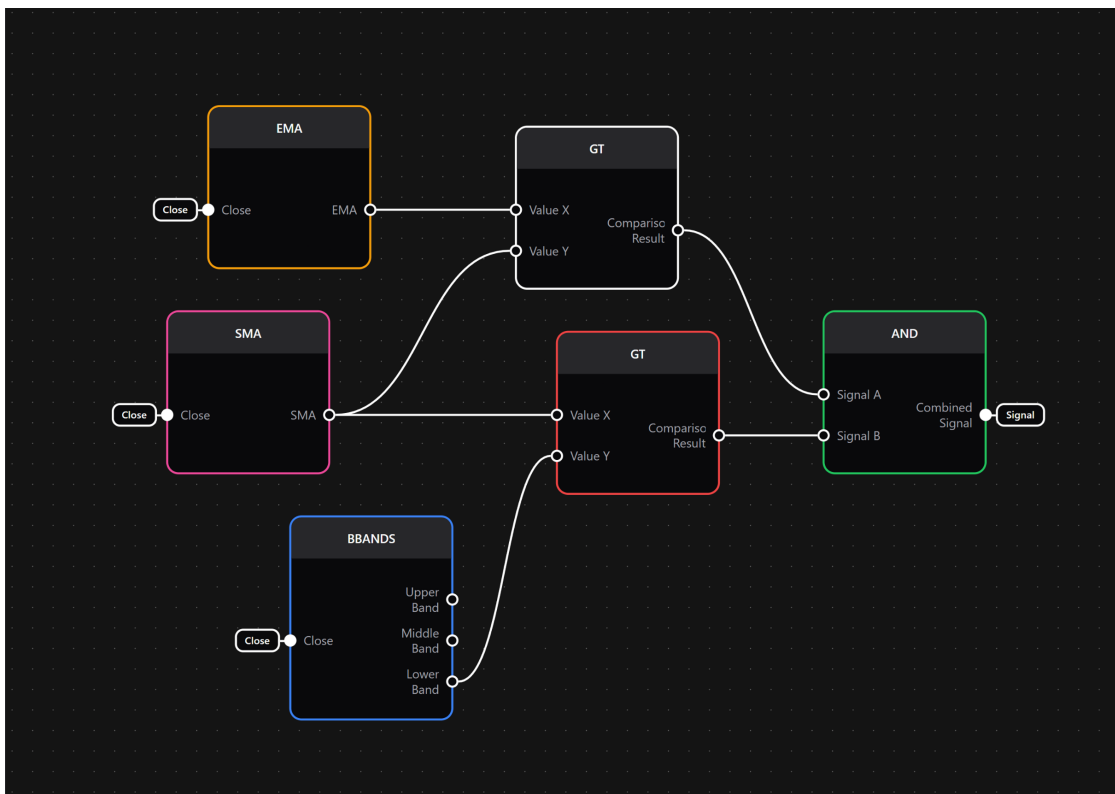 EMA
Close
Close
EMA
GT
Value X
Value Y
Compariso
Result
SMA
Close
Close
SMA
GT
Value X
Value Y
Compariso
Result
AND
Signal A
Signal B
Combined
Signal
Signal
BBANDS
Close
Close
Upper
Band
Middle
Band
Lower
Band